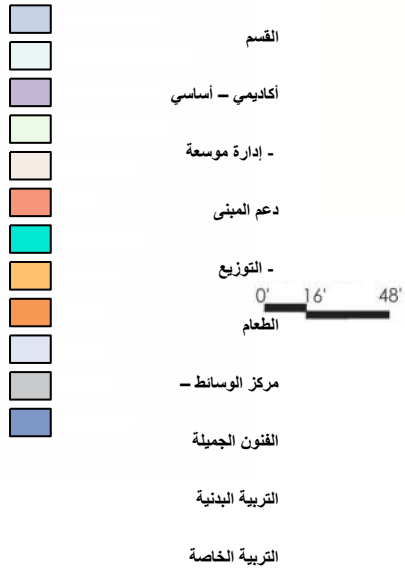 القسم
أكاديمي – أساسي
- إدارة موسعة
دعم المبنى
- التوزيع
0' 16' 48'
الطعام
مركز الوسائط –
الفنون الجميلة
التربية البدنية
التربية الخاصة